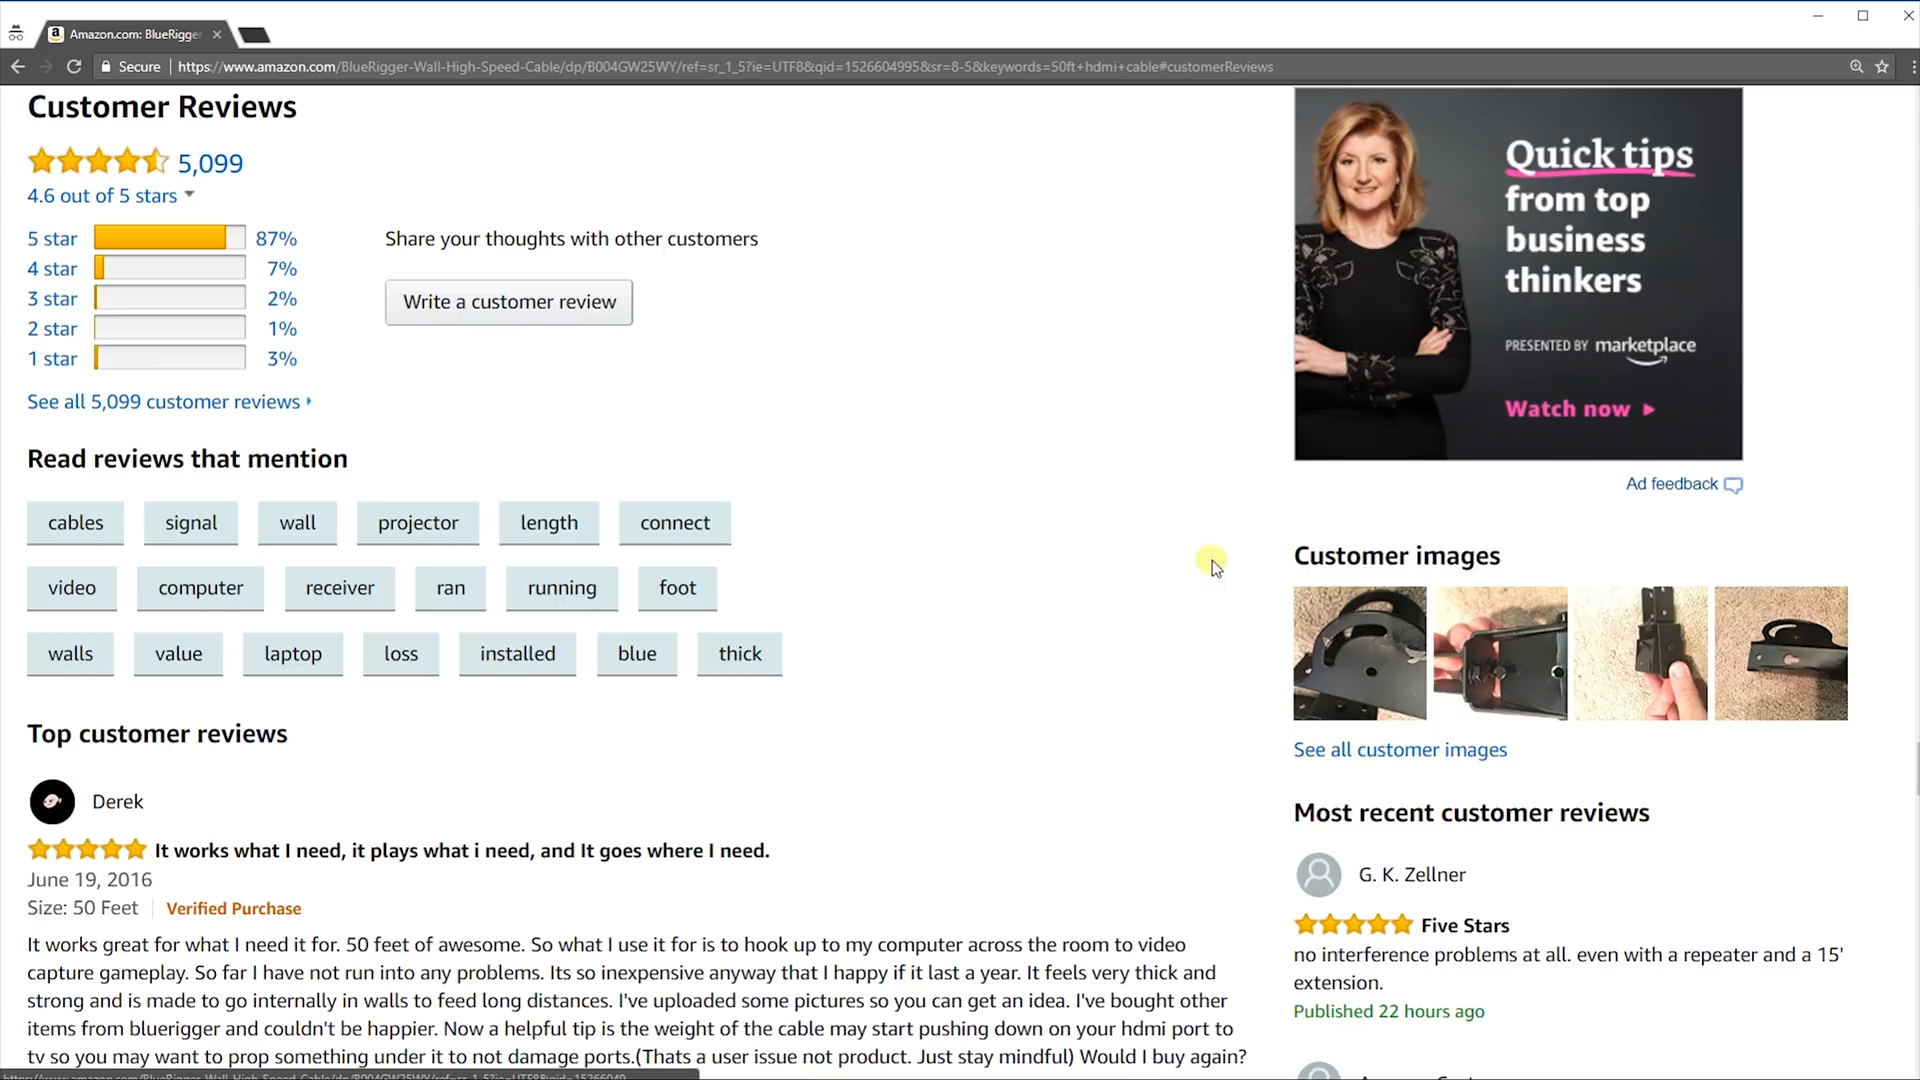 Amazon.com: BlueRigge
Secure https://www.amazon.com/BlueRigger-Wall-High-Speed-Cable/dp/B004GW25WY/ref=sr_1_5?ie=UTF8&qid=1526604995&sr=8-5&keywords=50ft+hdmi+cable#customerReviews
Customer Reviews
5,099
4.6 out of 5 stars
5 star 87%
4 star 7%
3 star 2%
2 star 1%
1 star 3%
See all 5,099 customer reviews
Share your thoughts with other customers
Write a customer review
Read reviews that mention
cables signal wall projector length connect
video computer receiver ran running foot
walls value laptop loss installed blue thick
Top customer reviews
Derek
It works what I need, it plays what i need, and It goes where I need.
June 19, 2016
Size: 50 Feet Verified Purchase
It works great for what I need it for. 50 feet of awesome. So what I use it for is to hook up to my computer across the room to video
capture gameplay. So far I have not run into any problems. Its so inexpensive anyway that I happy if it last a year. It feels very thick and
strong and is made to go internally in walls to feed long distances. I've uploaded some pictures so you can get an idea. I've bought other
items from bluerigger and couldn't be happier. Now a helpful tip is the weight of the cable may start pushing down on your hdmi port to
tv so you may want to prop something under it to not damage ports.(Thats a user issue not product. Just stay mindful) Would I buy again?
Quick tips
from top
business
thinkers
PRESENTED BY marketplace
Watch now
Ad feedback
Customer images
See all customer images
Most recent customer reviews
G. K. Zellner
Five Stars
no interference problems at all. even with a repeater and a 15'
extension.
Published 22 hours ago